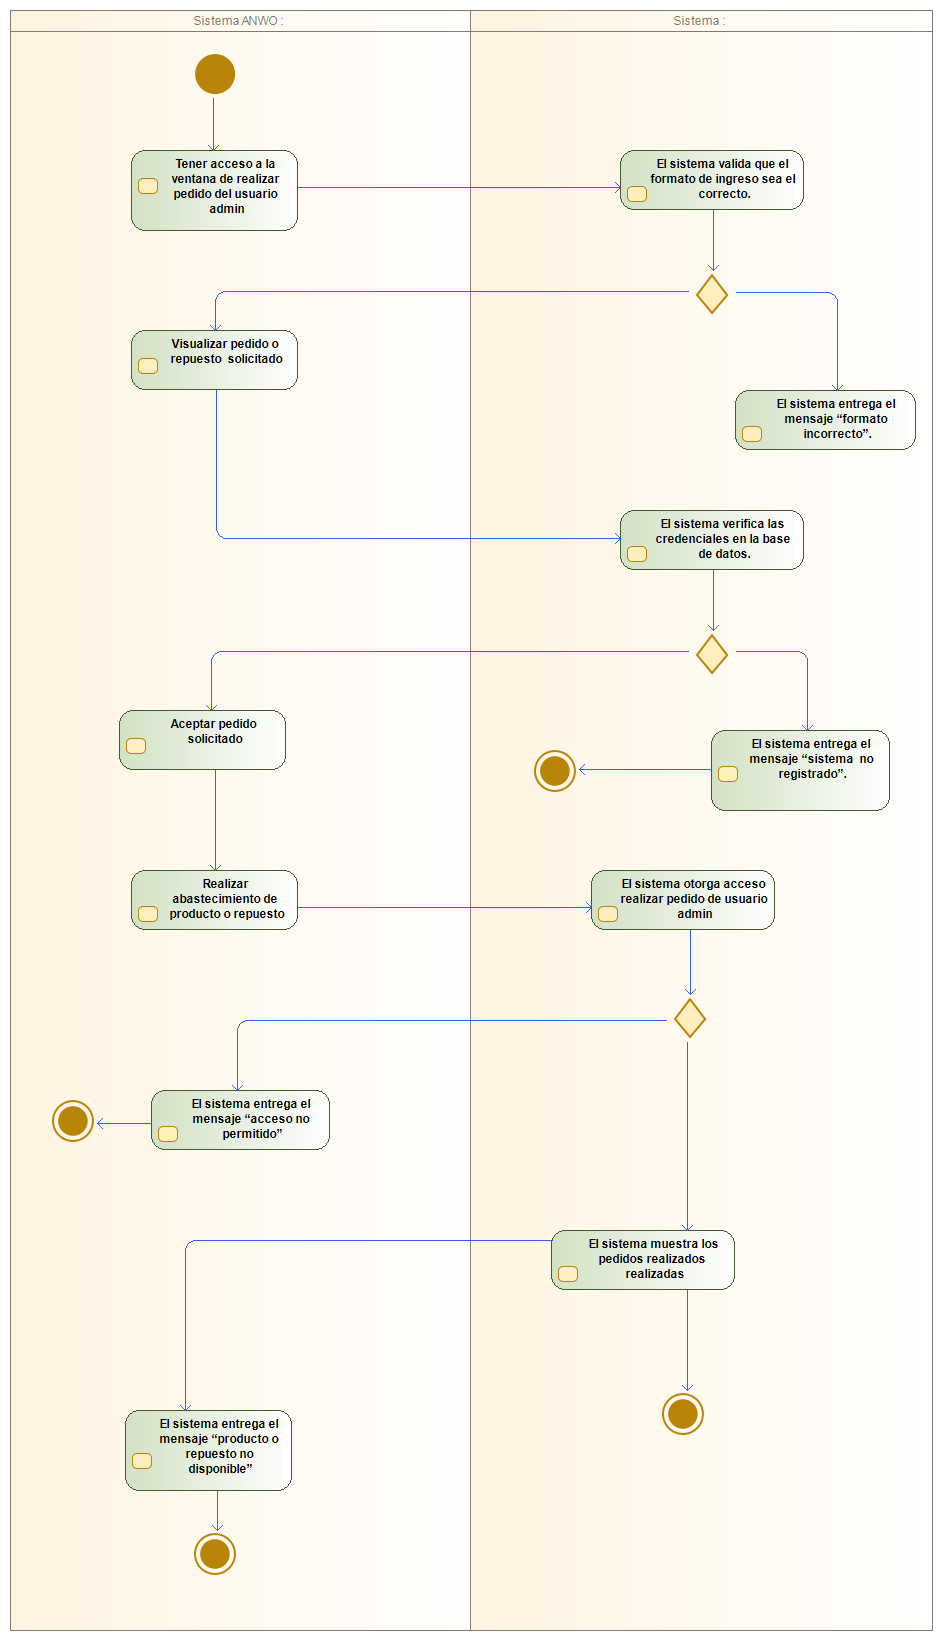 Sistema ANWO :
Sistema :
Tener acceso a la
ventana de realizar
pedido del usuario
admin
El sistema valida que el
formato de ingreso sea el
correcto.
Visualizar pedido o
repuesto  solicitado
El sistema entrega el
mensaje “formato
incorrecto”.
El sistema verifica las
credenciales en la base
de datos.
Aceptar pedido
solicitado
El sistema entrega el
mensaje “sistema  no
registrado”.
Realizar
abastecimiento de
producto o repuesto
El sistema otorga acceso
realizar pedido de usuario
admin
El sistema entrega el
mensaje “acceso no
permitido”
El sistema muestra los
pedidos realizados
realizadas
El sistema entrega el
mensaje “producto o
repuesto no
disponible”